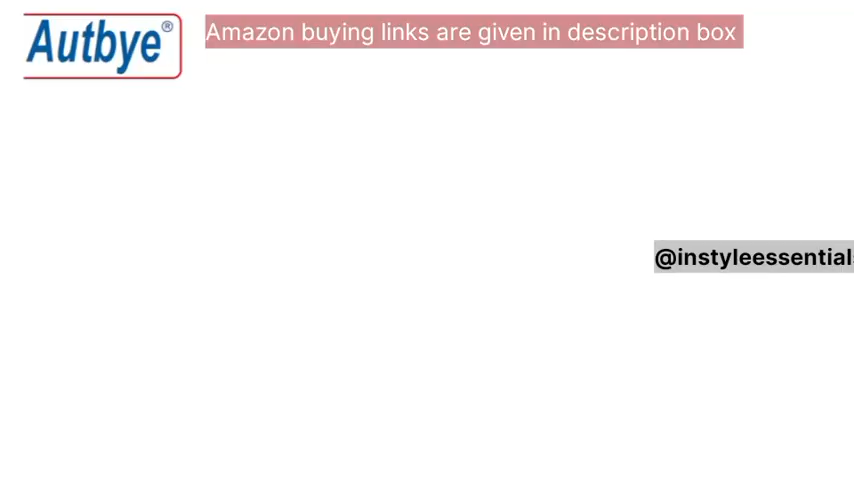 Autbye®
Amazon buying links are given in description box
@instyleessential